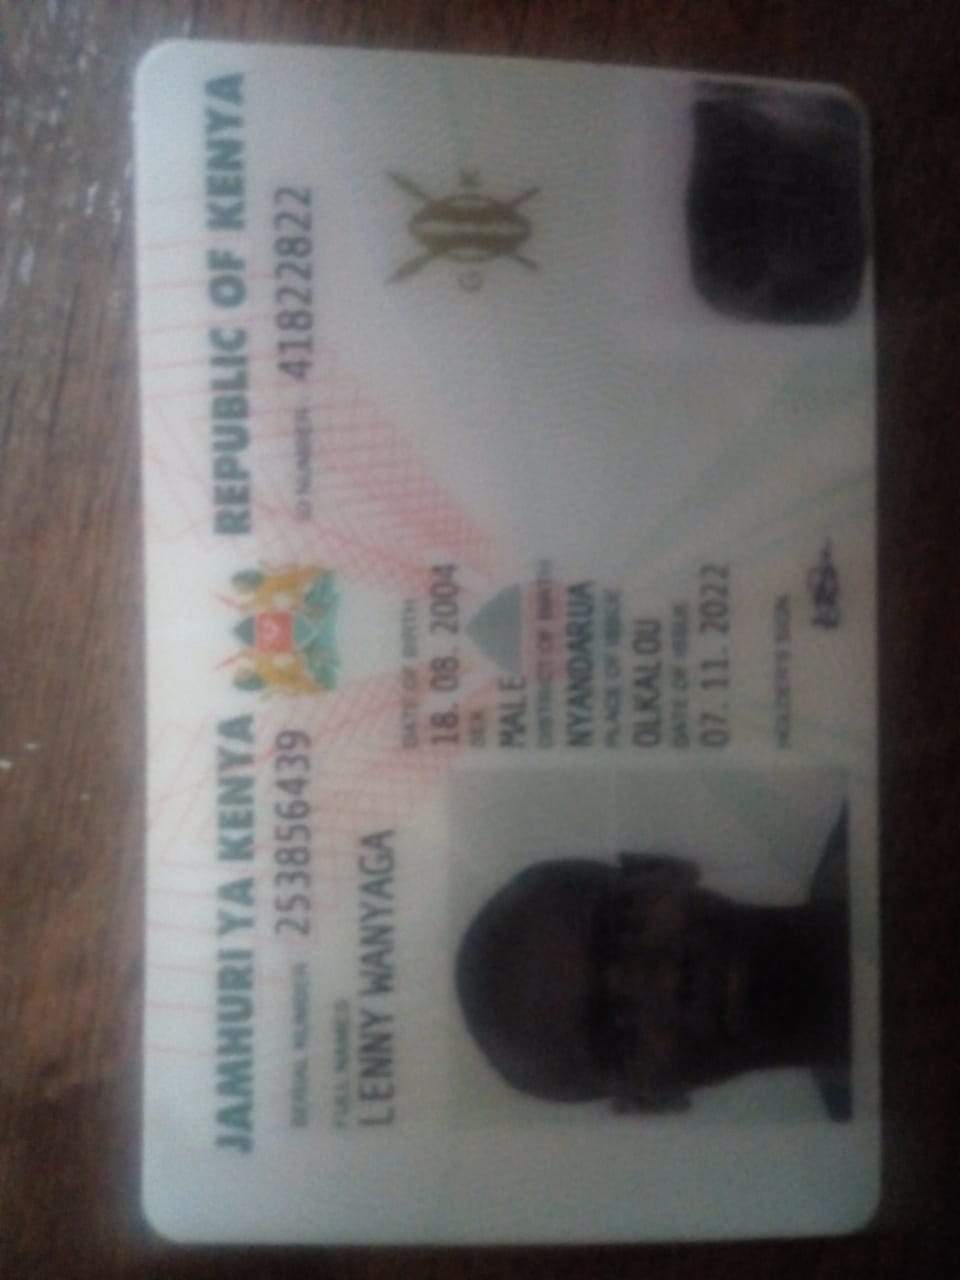 JAMHURI YA KENYA REPUBLIC OF KENYA
SERIAL NUMBER 253856439 ID NUMBER 41822822
FULL NAMES
LENNY WANYAGA
DATE OF BIRTH
18. 08. 2004
SEX
MALE
DISTRICT OF BIRTH
NYANDARUA
PLACE OF ISSUE
OLKALOU
DATE OF ISSUE
07. 11. 2022
HOLDER'S SIGN.
G K